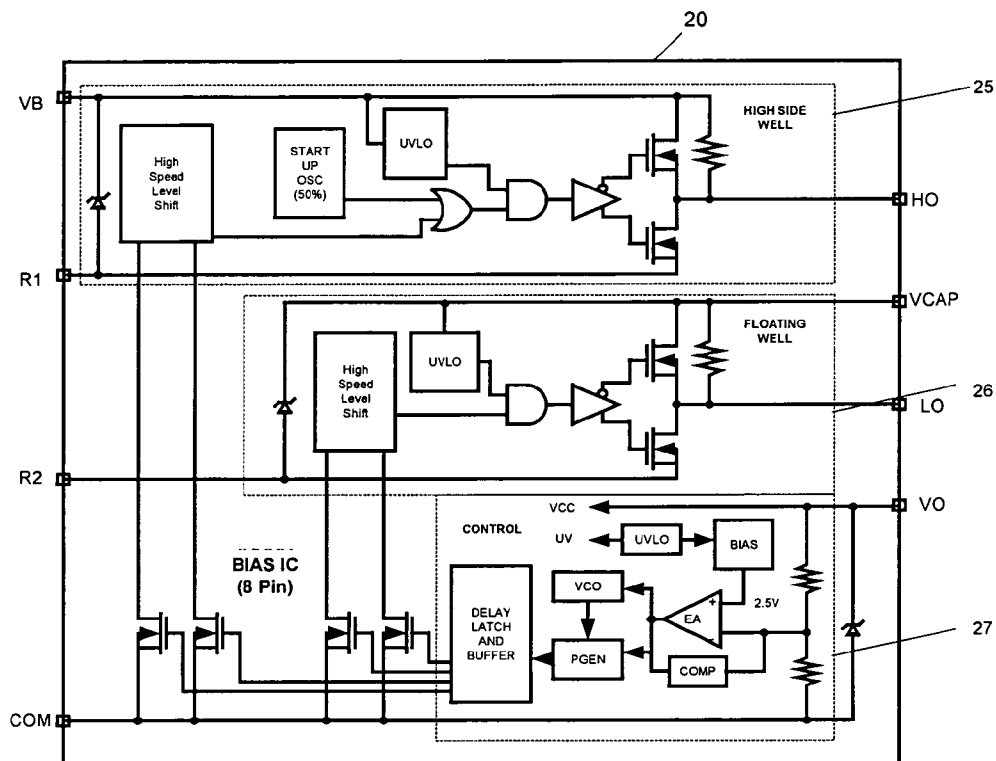 20
VB
25
HIGH SIDE
WELL
UVLO
High
Speed
Level
Shift
START
UP
OSC
(50%)
HO
R1
VCAP
FLOATING
WELL
UVLO
High
Speed
Level
Shift
26
LO
R2
VO
VCC
CONTROL
UV
UVLO
BIAS
BIAS IC
(8 Pin)
VCO
+
2.5V
EA
-
DELAY
LATCH
AND
BUFFER
PGEN
COMP
27
COM